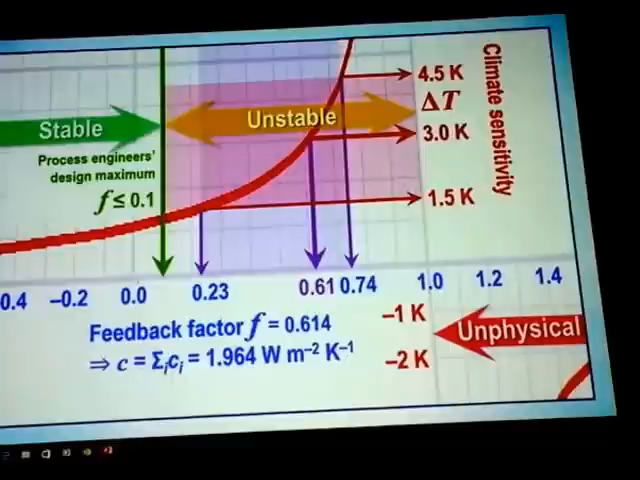 4.5 K
Climate sensitivity
ΔT
Stable
Unstable
3.0 K
Process engineers'
design maximum
f ≤ 0.1
1.5 K
0.4 −0.2 0.0 0.23 0.61 0.74 1.0 1.2 1.4
Feedback factor f = 0.614
−1 K
Unphysical
⇒ c = Σᵢcᵢ = 1.964 W m⁻² K⁻¹
−2 K